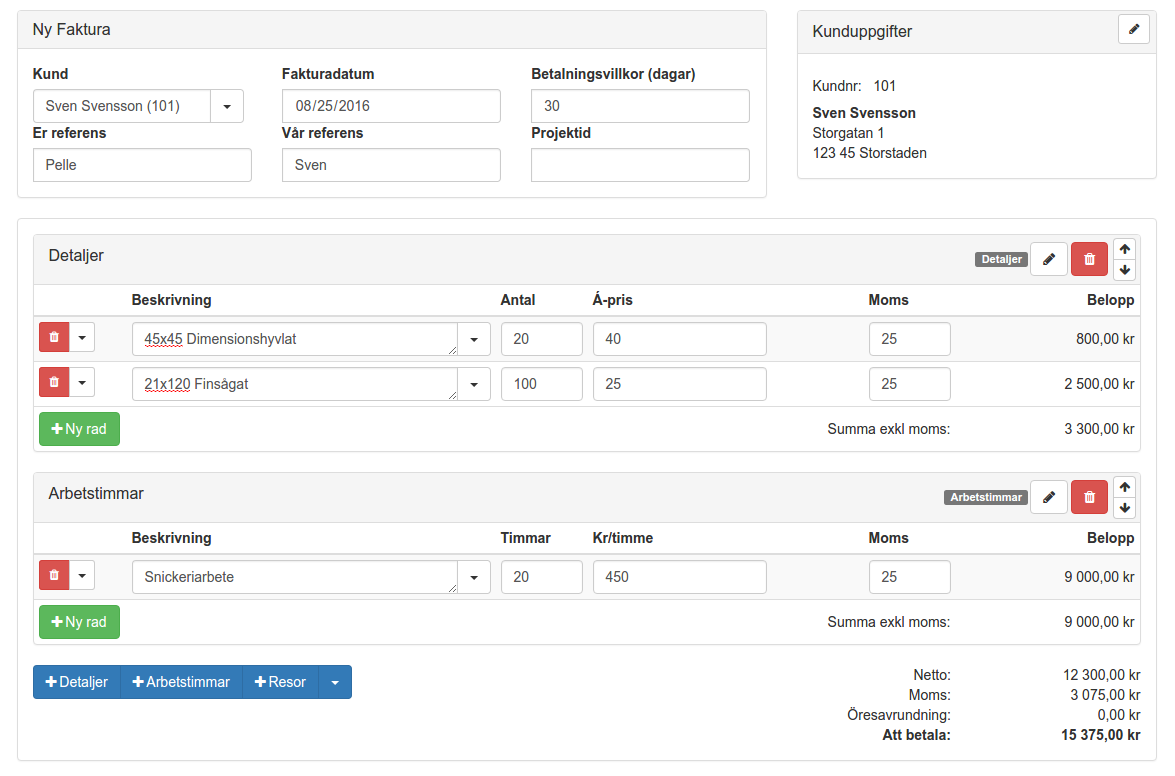 Ny Faktura
Kund Fakturadatum Betalningsvillkor (dagar)
Sven Svensson (101) 08/25/2016 30
Er referens Vår referens Projektid
Pelle Sven
Kunduppgifter
Kundnr: 101
Sven Svensson
Storgatan 1
123 45 Storstaden
Detaljer Detaljer
Beskrivning Antal Á-pris Moms Belopp
45x45 Dimensionshyvlat 20 40 25 800,00 kr
21x120 Finsågat 100 25 25 2 500,00 kr
Ny rad Summa exkl moms: 3 300,00 kr
Arbetstimmar Arbetstimmar
Beskrivning Timmar Kr/timme Moms Belopp
Snickeriarbete 20 450 25 9 000,00 kr
Ny rad Summa exkl moms: 9 000,00 kr
Detaljer Arbetstimmar Resor
Netto: 12 300,00 kr
Moms: 3 075,00 kr
Öresavrundning: 0,00 kr
Att betala: 15 375,00 kr